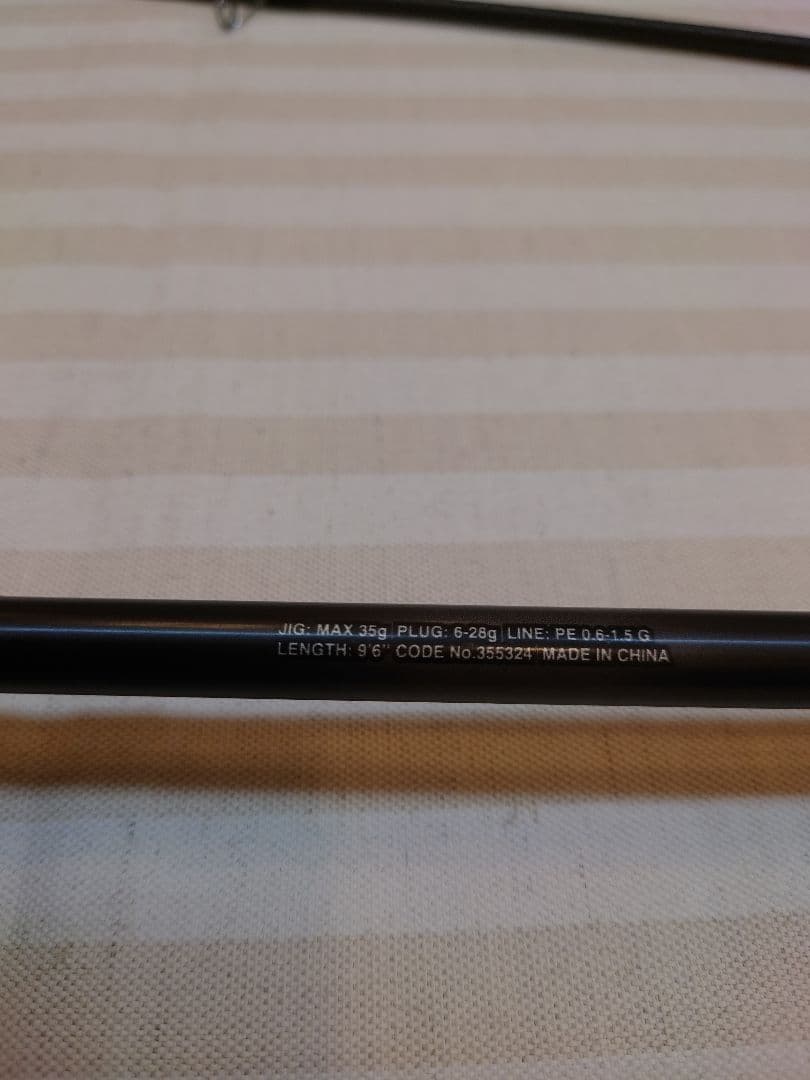 JIG: MAX 35g PLUG: 6-28g LINE: PE 0.6-1.5 G
LENGTH: 9'6" CODE No.355324 MADE IN CHINA